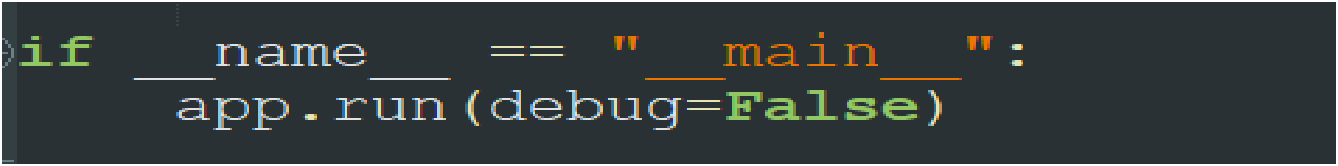 if __name__ == "__main__":
    app.run(debug=False)